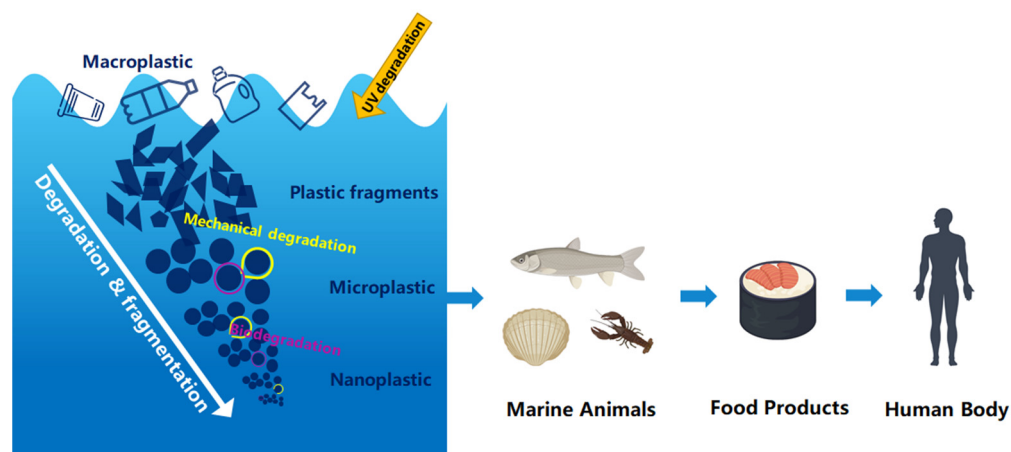 Macroplastic
UV degradation
Plastic fragments
Mechanical degradation
Microplastic
Biodegradation
Nanoplastic
Degradation & fragmentation
Marine Animals
Food Products
Human Body